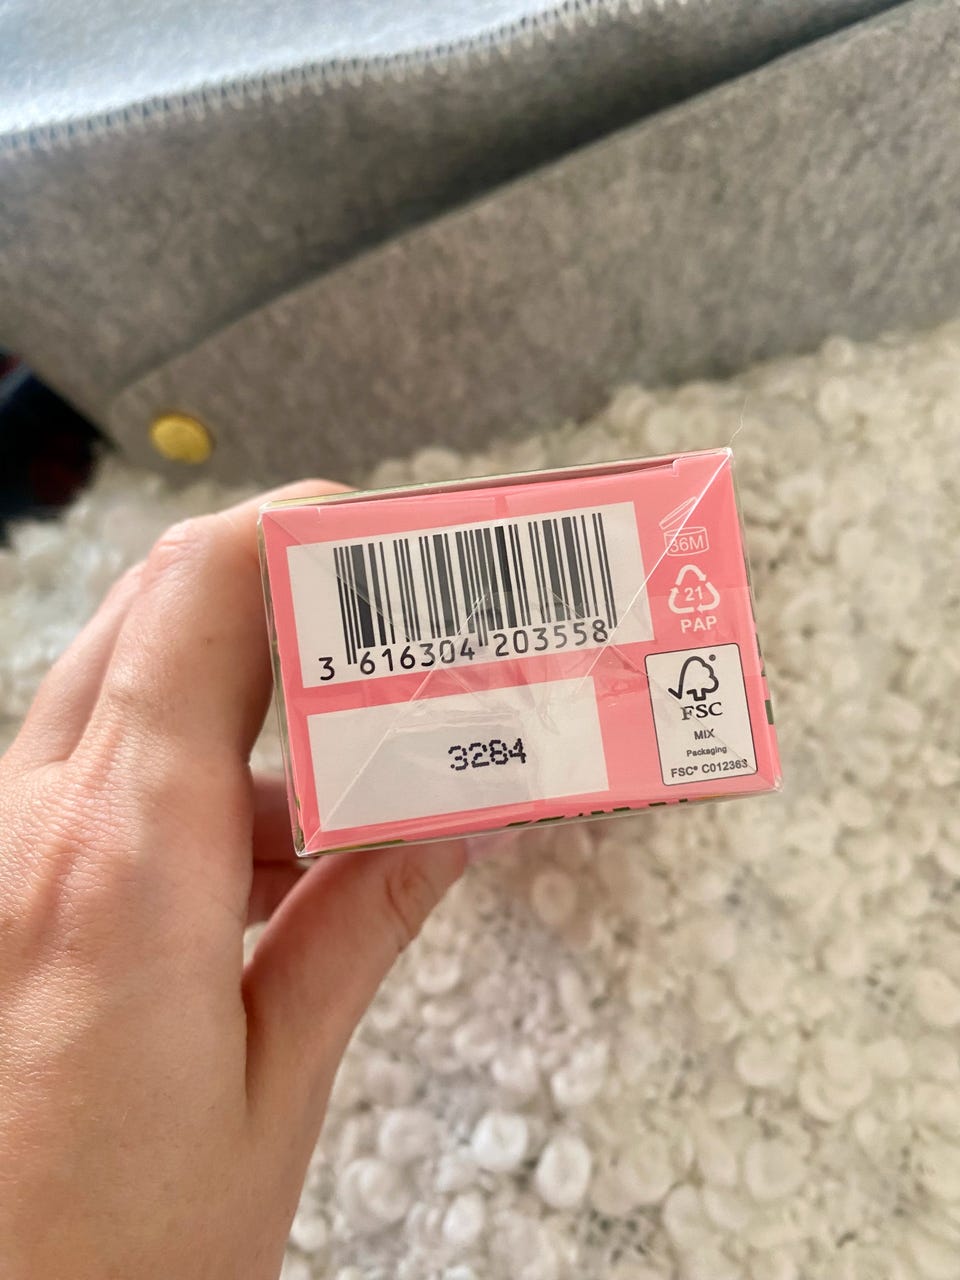 3 616304 203558
36M
21
PAP
FSC®
MIX
Packaging
FSC® C012363
3284